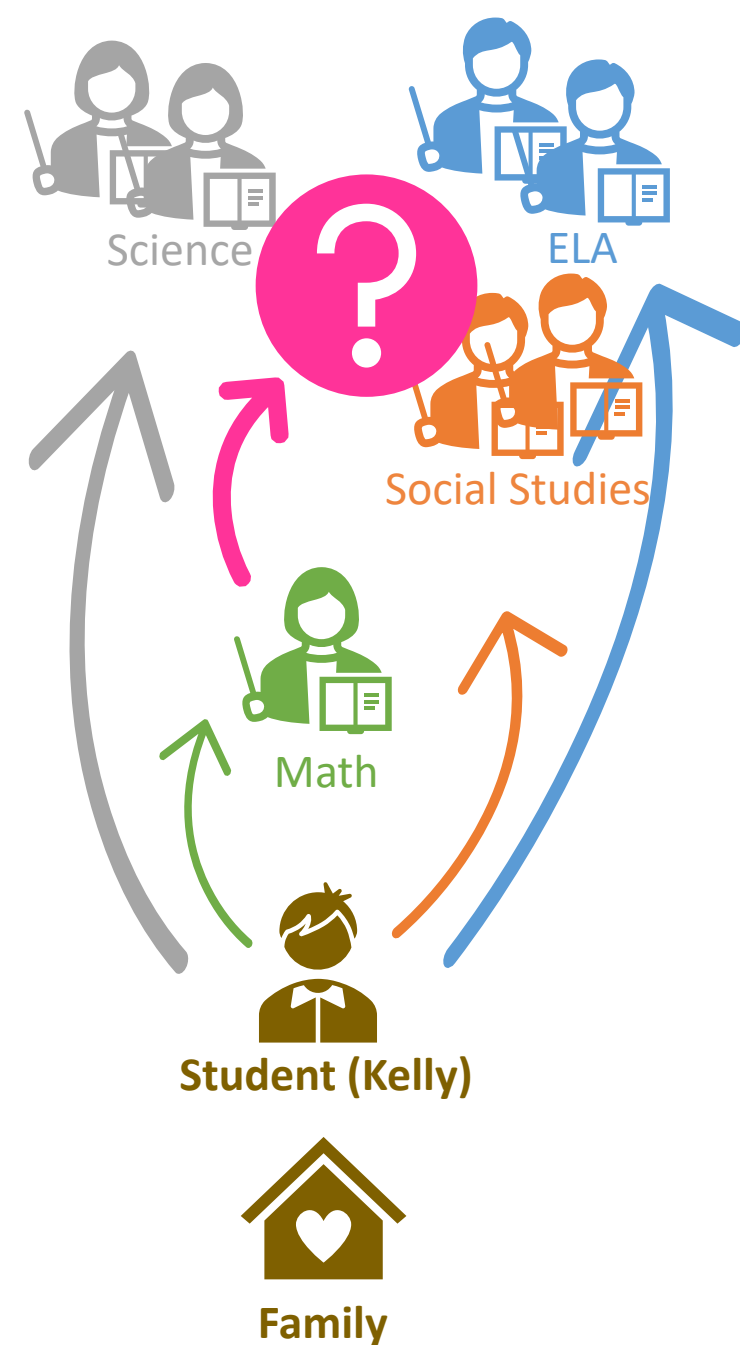 Science
ELA
?
Social Studies
Math
Student (Kelly)
Family